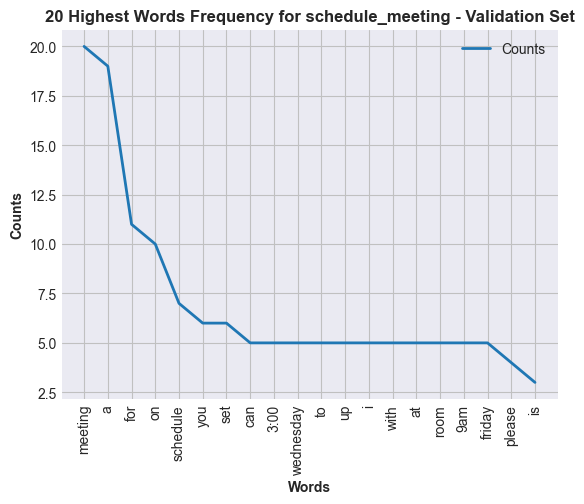 20 Highest Words Frequency for schedule_meeting - Validation Set
Counts
20.0
17.5
15.0
12.5
10.0
7.5
5.0
2.5
Counts
meeting
a
for
on
schedule
you
set
can
3:00
wednesday
to
up
i
with
at
room
9am
friday
please
is
Words